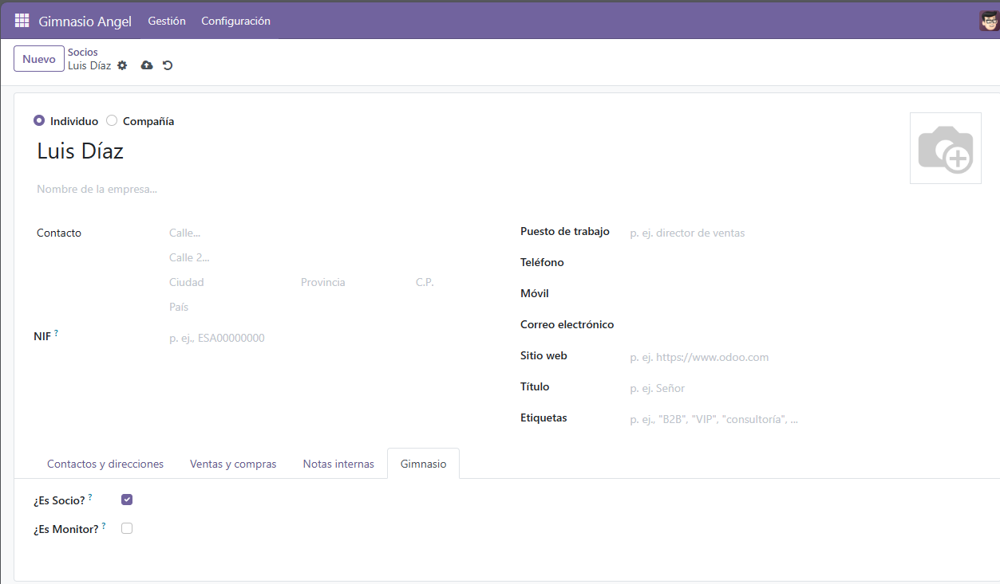 Gimnasio Angel Gestión Configuración
Nuevo
Socios
Luis Díaz
Individuo Compañía
Luis Díaz
Nombre de la empresa...
Contacto
Calle...
Calle 2...
Ciudad Provincia C.P.
País
NIF ? p. ej., ESA00000000
Puesto de trabajo p. ej. director de ventas
Teléfono
Móvil
Correo electrónico
Sitio web p. ej. https://www.odoo.com
Título p. ej. Señor
Etiquetas p. ej., "B2B", "VIP", "consultoría", ...
Contactos y direcciones Ventas y compras Notas internas Gimnasio
¿Es Socio? ?
¿Es Monitor? ?